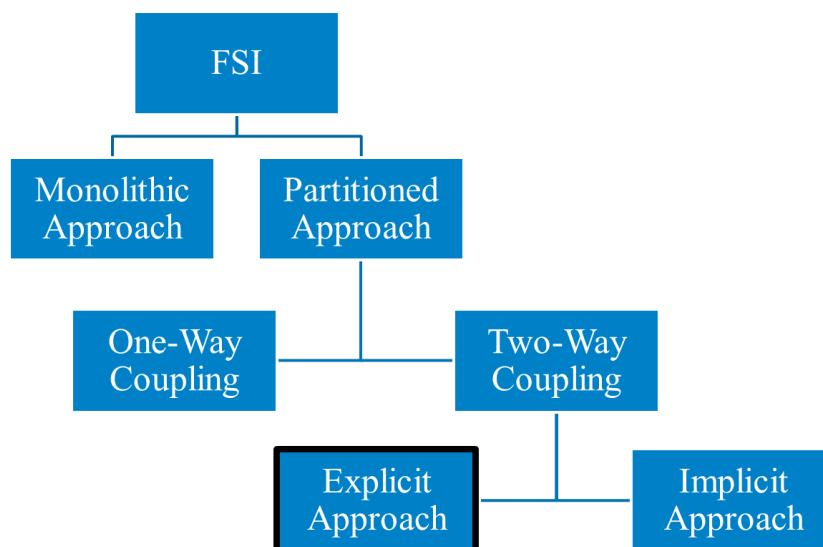 FSI
Monolithic
Approach
Partitioned
Approach
One-Way
Coupling
Two-Way
Coupling
Explicit
Approach
Implicit
Approach